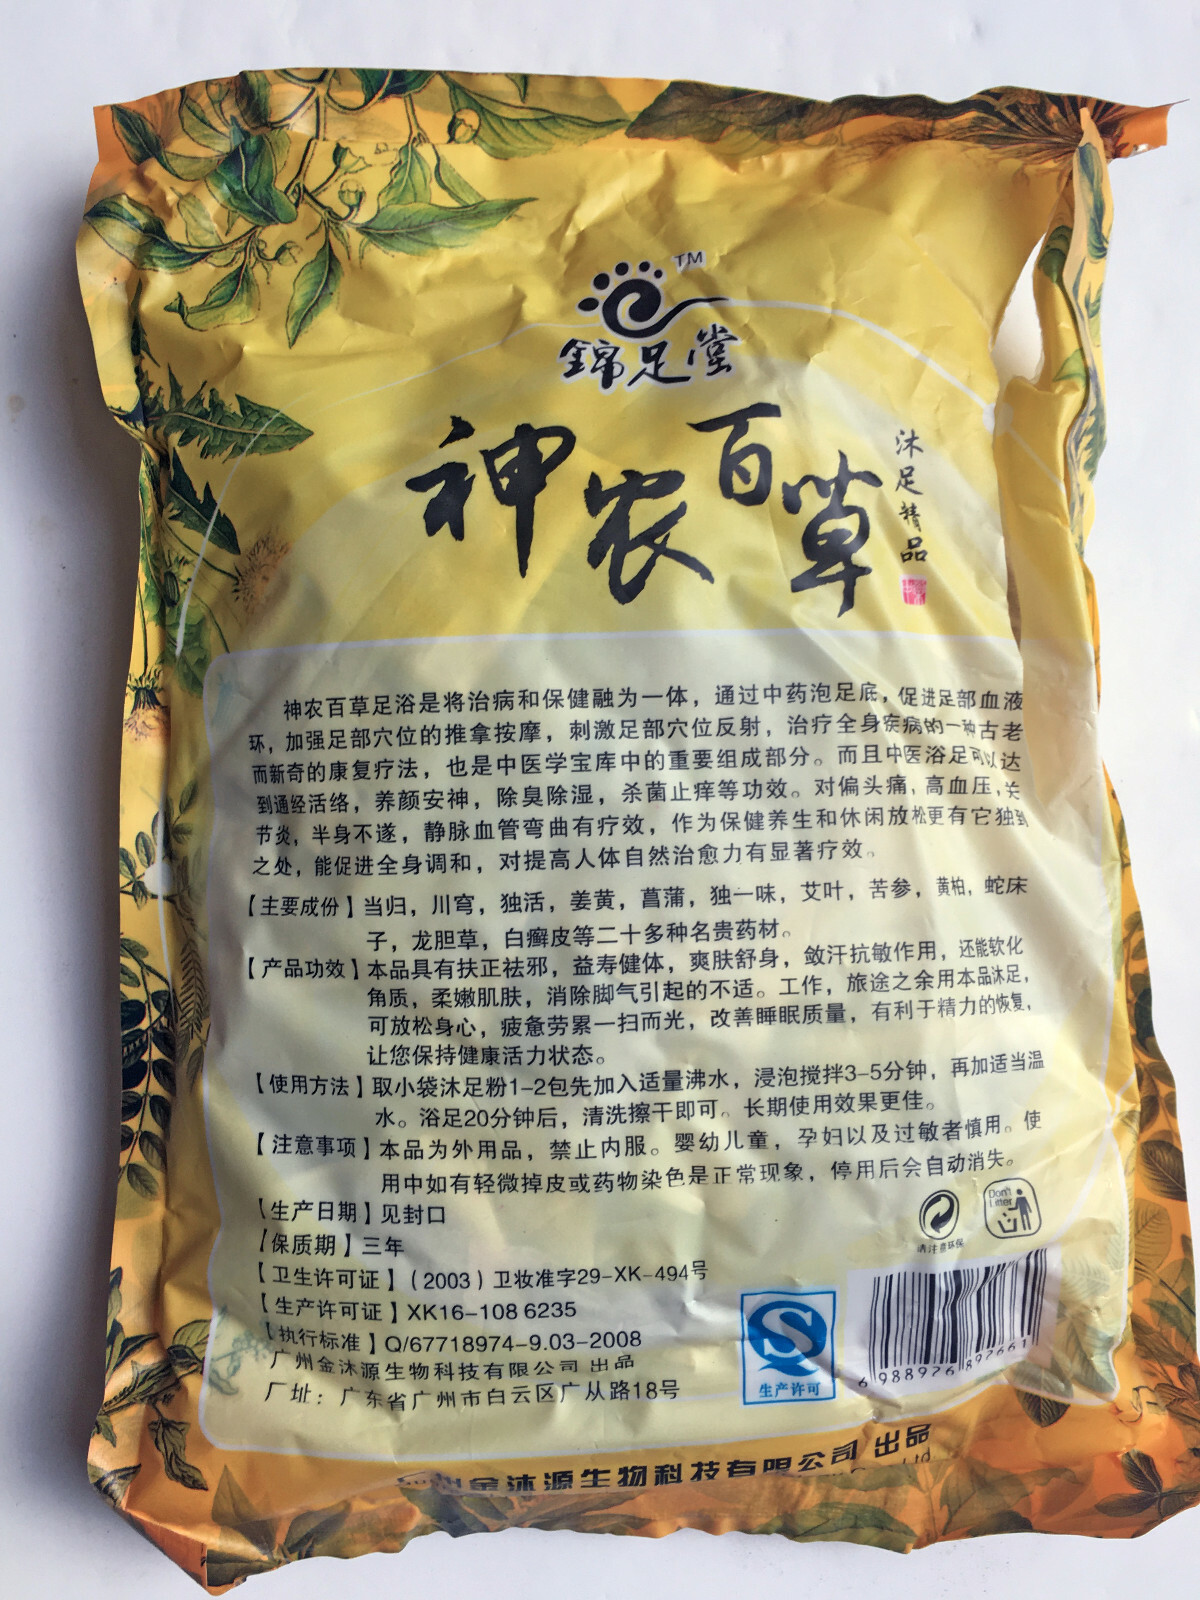 TM
錦足堂
神农百草
沐足精品
神农百草足浴是将治病和保健融为一体，通过中药泡足底，促进足部血液
环，加强足部穴位的推拿按摩，刺激足部穴位反射，治疗全身疾病的一种古老
而新奇的康复疗法，也是中医学宝库中的重要组成部分。而且中医浴足可以达
到通经活络，养颜安神，除臭除湿，杀菌止痒等功效。对偏头痛，高血压，关
节炎，半身不遂，静脉血管弯曲有疗效，作为保健养生和休闲放松更有它独到
之处，能促进全身调和，对提高人体自然治愈力有显著疗效。
【主要成份】当归，川穹，独活，姜黄，菖蒲，独一味，艾叶，苦参，黄柏，蛇床
子，龙胆草，白癣皮等二十多种名贵药材。
【产品功效】本品具有扶正祛邪，益寿健体，爽肤舒身，敛汗抗敏作用，还能软化
角质，柔嫩肌肤，消除脚气引起的不适。工作，旅途之余用本品沐足，
可放松身心，疲惫劳累一扫而光，改善睡眠质量，有利于精力的恢复，
让您保持健康活力状态。
【使用方法】取小袋沐足粉1-2包先加入适量沸水，浸泡搅拌3-5分钟，再加适当温
水。浴足20分钟后，清洗擦干即可。长期使用效果更佳。
【注意事项】本品为外用品，禁止内服。婴幼儿童，孕妇以及过敏者慎用。使
用中如有轻微掉皮或药物染色是正常现象，停用后会自动消失。
【生产日期】见封口
【保质期】三年
【卫生许可证】(2003)卫妆准字29-XK-494号
【生产许可证】XK16-108 6235
【执行标准】Q/67718974-9.03-2008
广州金沐源生物科技有限公司 出品
厂址：广东省广州市白云区广从路18号
请注意环保
Don't
litter
生产许可
6 988976 897661
州金沐源生物科技有限公司 出品